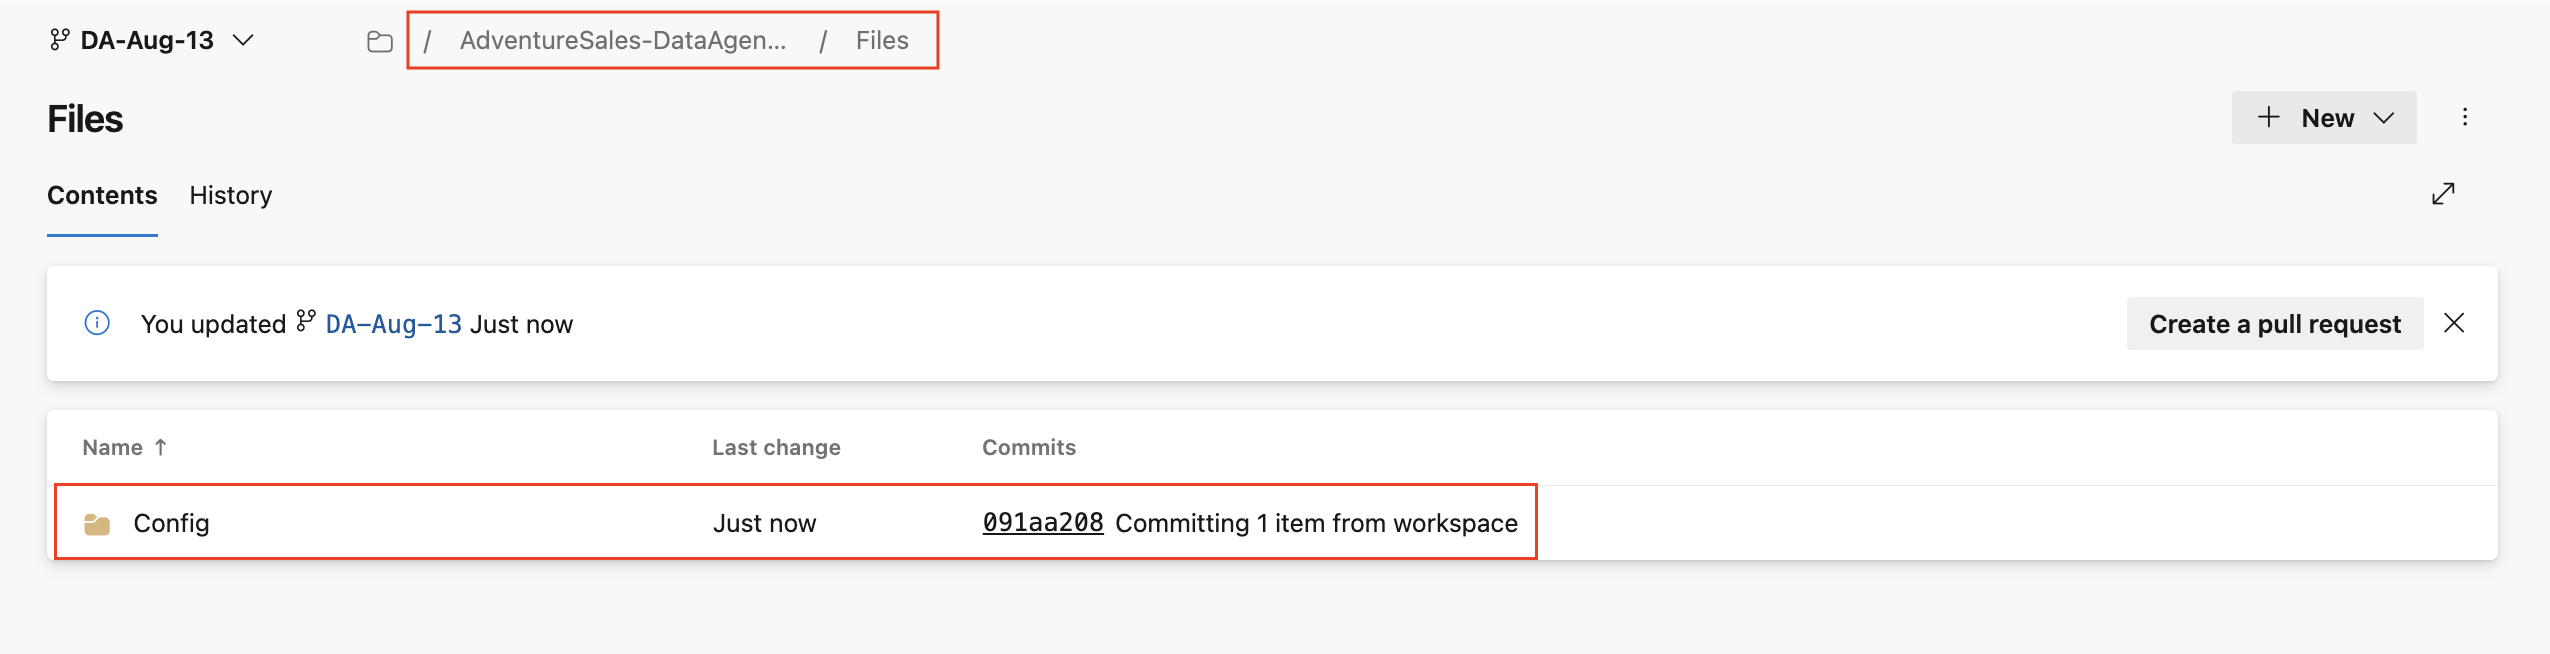 DA-Aug-13 / AdventureSales-DataAgen... / Files
Files
New
Contents History
You updated DA-Aug-13 Just now
Create a pull request
Name ↑ Last change Commits
Config Just now 091aa208 Committing 1 item from workspace